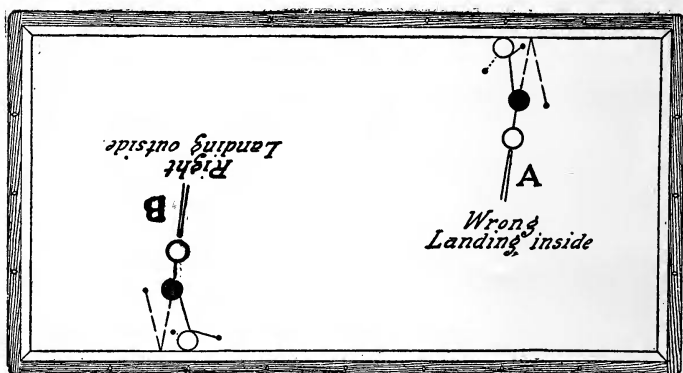 Right
Landing outside
B
A
Wrong
Landing inside